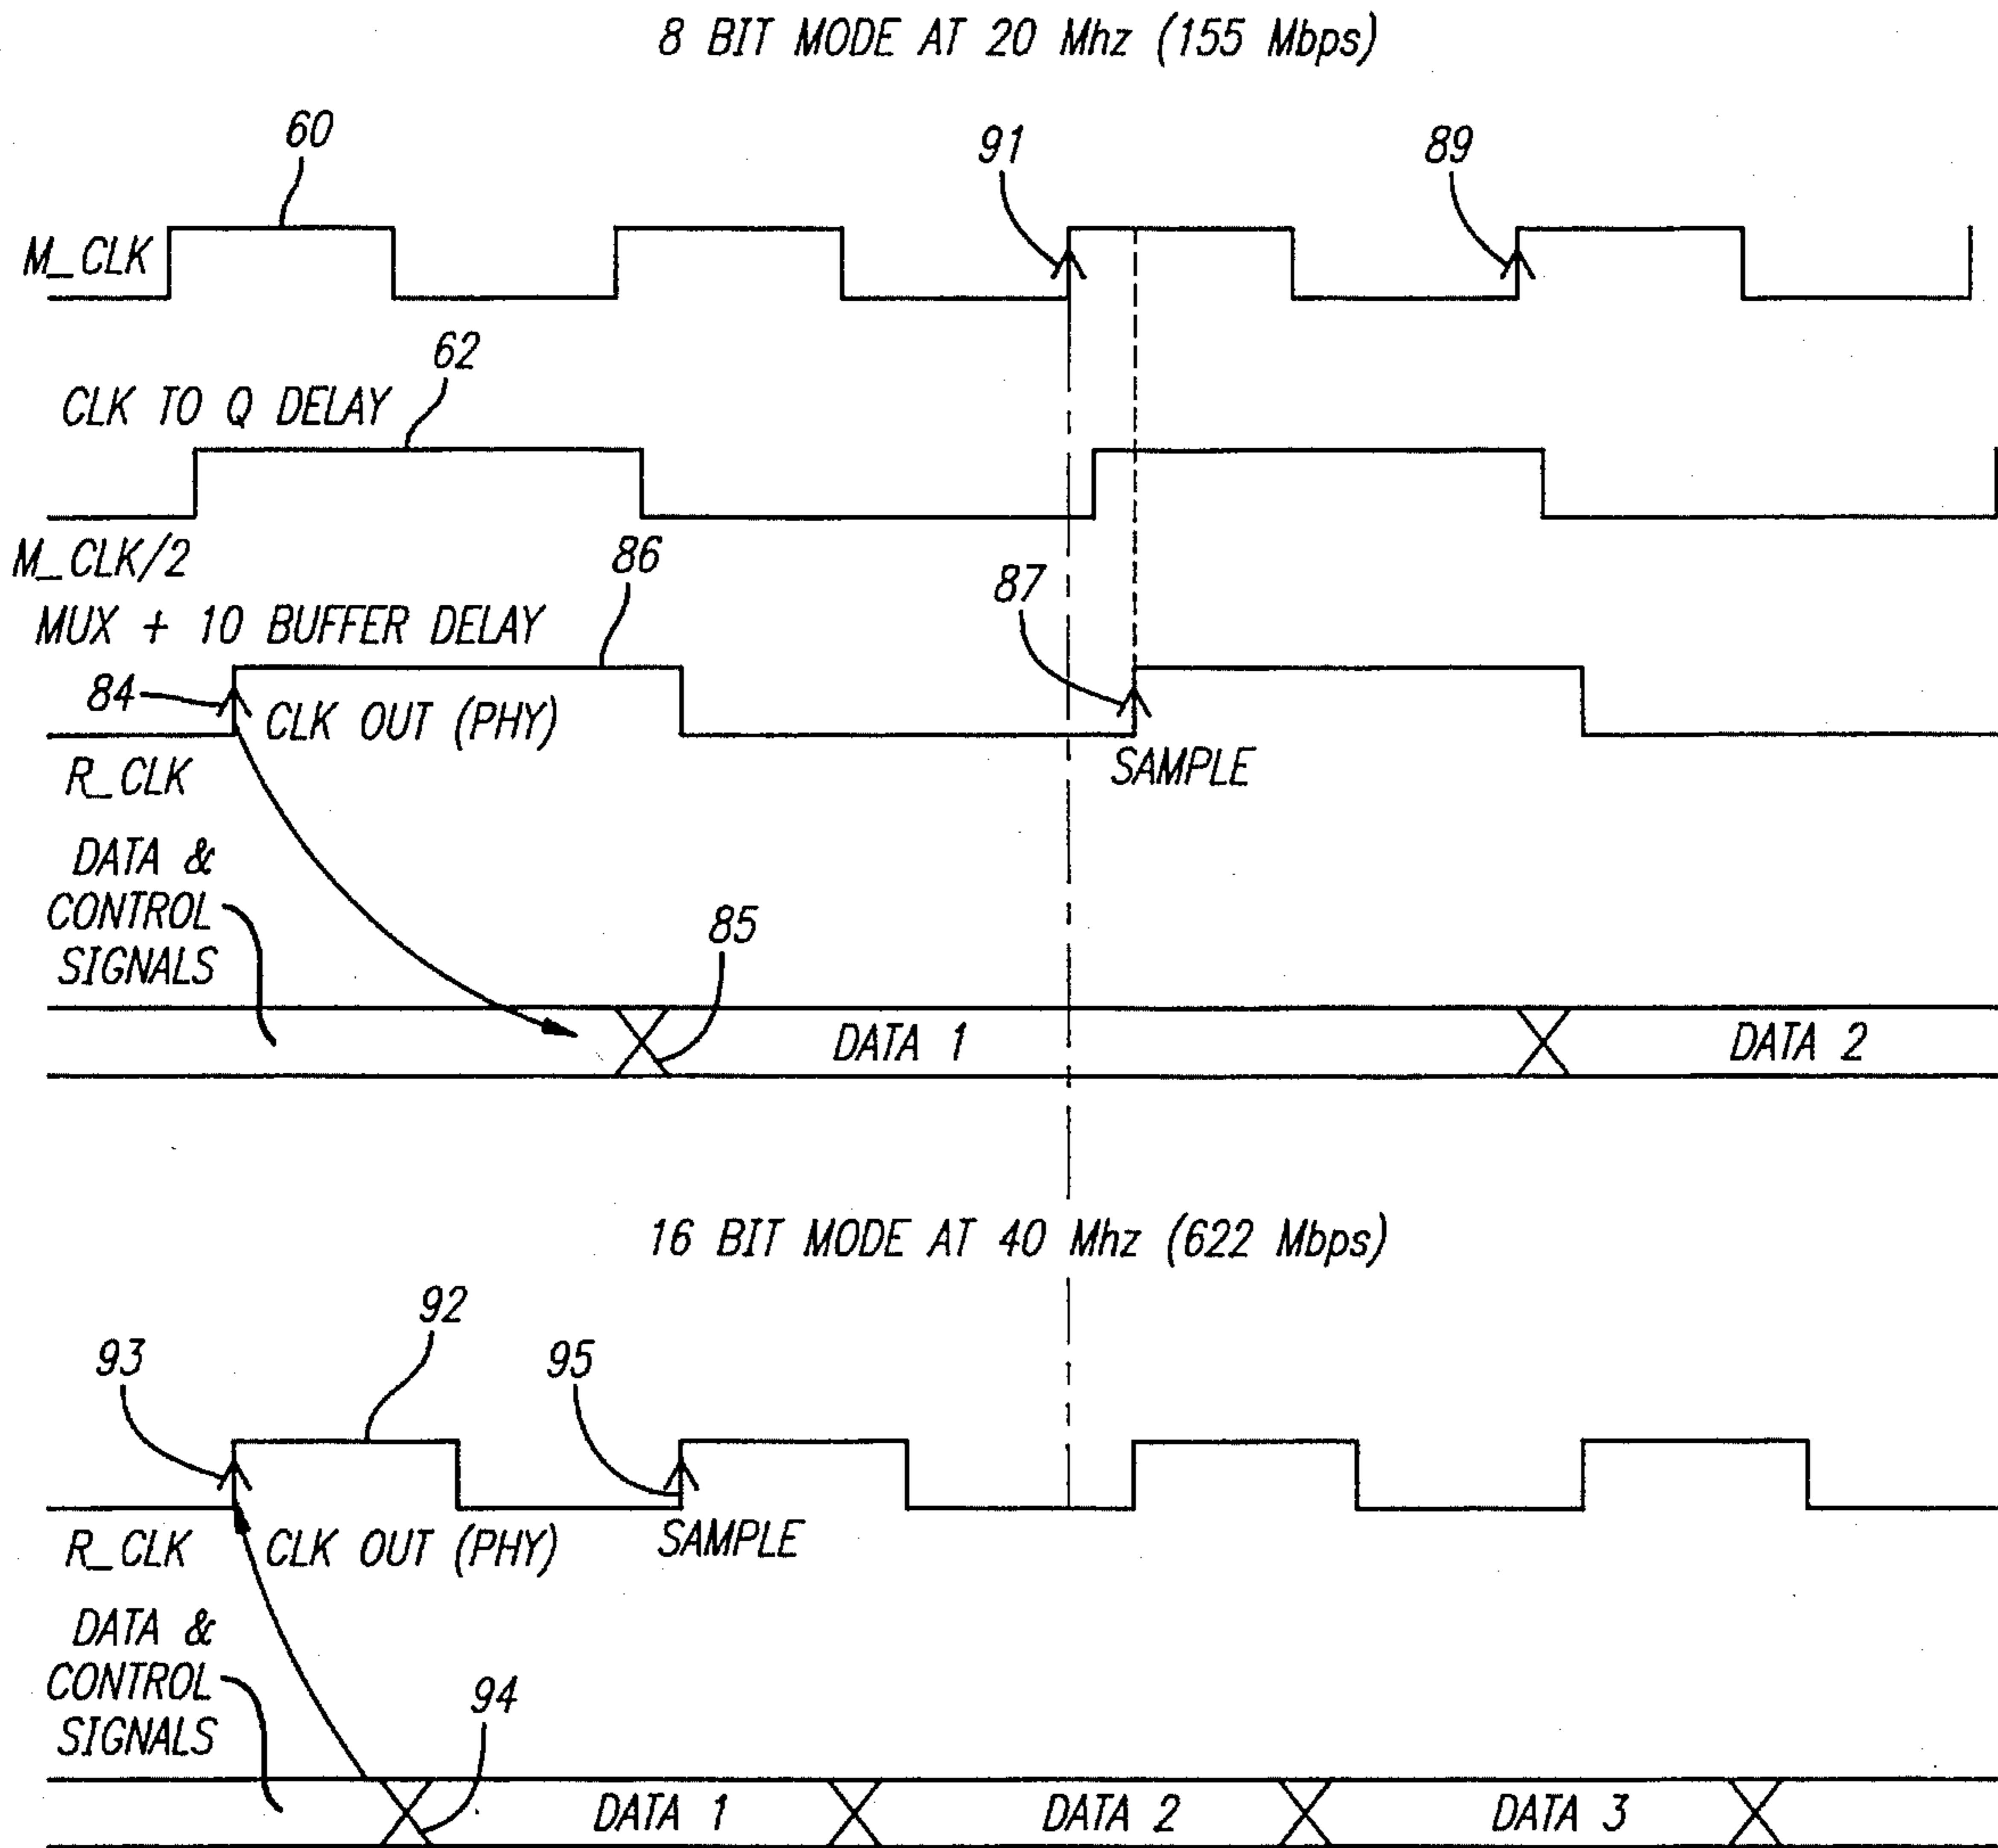 8 BIT MODE AT 20 Mhz (155 Mbps)
60
91
89
M_CLK
62
CLK TO Q DELAY
M_CLK/2
86
87
MUX + 10 BUFFER DELAY
84
CLK OUT (PHY)
R_CLK
SAMPLE
DATA &
CONTROL
SIGNALS
85
DATA 1
DATA 2
16 BIT MODE AT 40 Mhz (622 Mbps)
92
93
95
R_CLK
CLK OUT (PHY)
SAMPLE
DATA &
CONTROL
SIGNALS
94
DATA 1
DATA 2
DATA 3